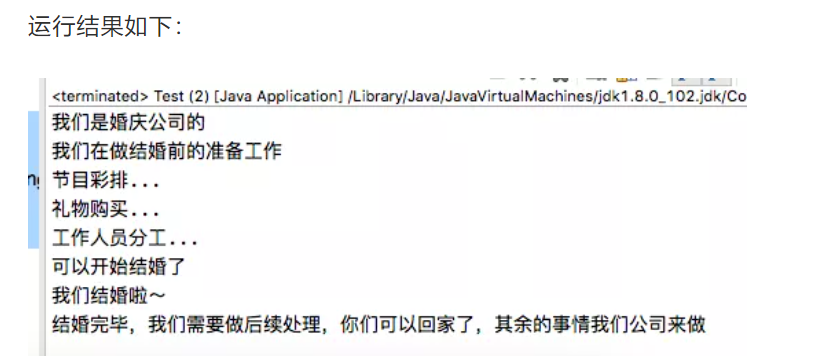 运行结果如下：
<terminated> Test (2) [Java Application] /Library/Java/JavaVirtualMachines/jdk1.8.0_102.jdk/Co
我们是婚庆公司的
我们在做结婚前的准备工作
节目彩排...
礼物购买...
工作人员分工...
可以开始结婚了
我们结婚啦～
结婚完毕，我们需要做后续处理，你们可以回家了，其余的事情我们公司来做